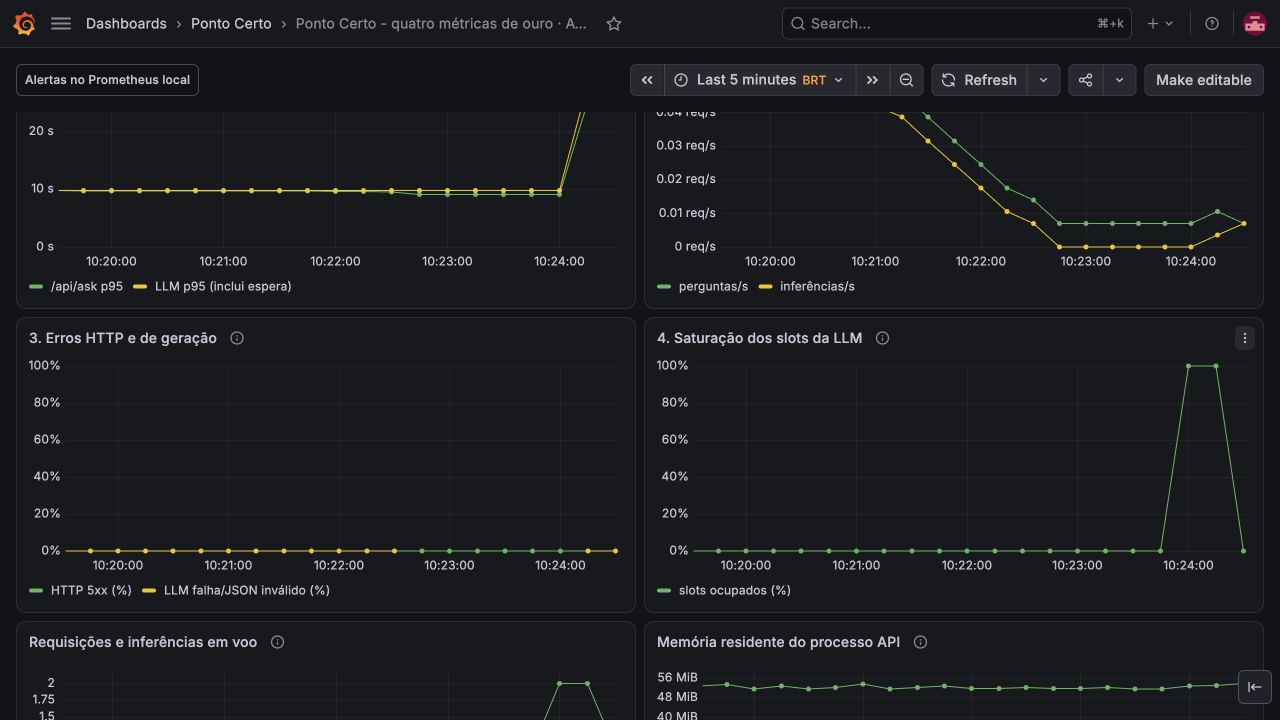 Dashboards › Ponto Certo › Ponto Certo - quatro métricas de ouro · A...
Search... ⌘+k
Alertas no Prometheus local
Last 5 minutes BRT
Refresh
Make editable
20 s
10 s
0 s
10:20:00 10:21:00 10:22:00 10:23:00 10:24:00
/api/ask p95 LLM p95 (inclui espera)
0.04 req/s
0.03 req/s
0.02 req/s
0.01 req/s
0 req/s
10:20:00 10:21:00 10:22:00 10:23:00 10:24:00
perguntas/s inferências/s
3. Erros HTTP e de geração
100%
80%
60%
40%
20%
0%
10:20:00 10:21:00 10:22:00 10:23:00 10:24:00
HTTP 5xx (%) LLM falha/JSON inválido (%)
4. Saturação dos slots da LLM
100%
80%
60%
40%
20%
0%
10:20:00 10:21:00 10:22:00 10:23:00 10:24:00
slots ocupados (%)
Requisições e inferências em voo
2
1.75
1.5
Memória residente do processo API
56 MiB
48 MiB
40 MiB